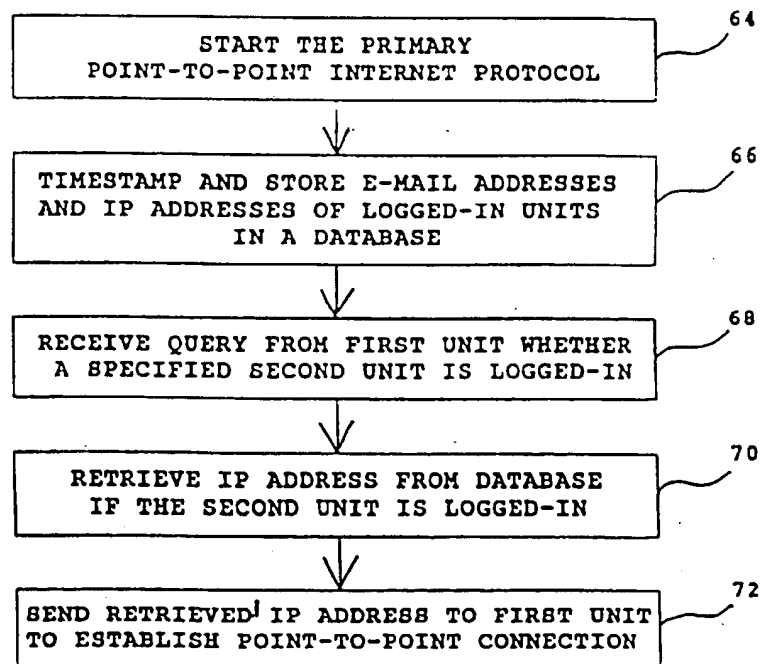 START THE PRIMARY
POINT-TO-POINT INTERNET PROTOCOL
64
TIMESTAMP AND STORE E-MAIL ADDRESSES
AND IP ADDRESSES OF LOGGED-IN UNITS
IN A DATABASE
66
RECEIVE QUERY FROM FIRST UNIT WHETHER
A SPECIFIED SECOND UNIT IS LOGGED-IN
68
RETRIEVE IP ADDRESS FROM DATABASE
IF THE SECOND UNIT IS LOGGED-IN
70
SEND RETRIEVED IP ADDRESS TO FIRST UNIT
TO ESTABLISH POINT-TO-POINT CONNECTION
72